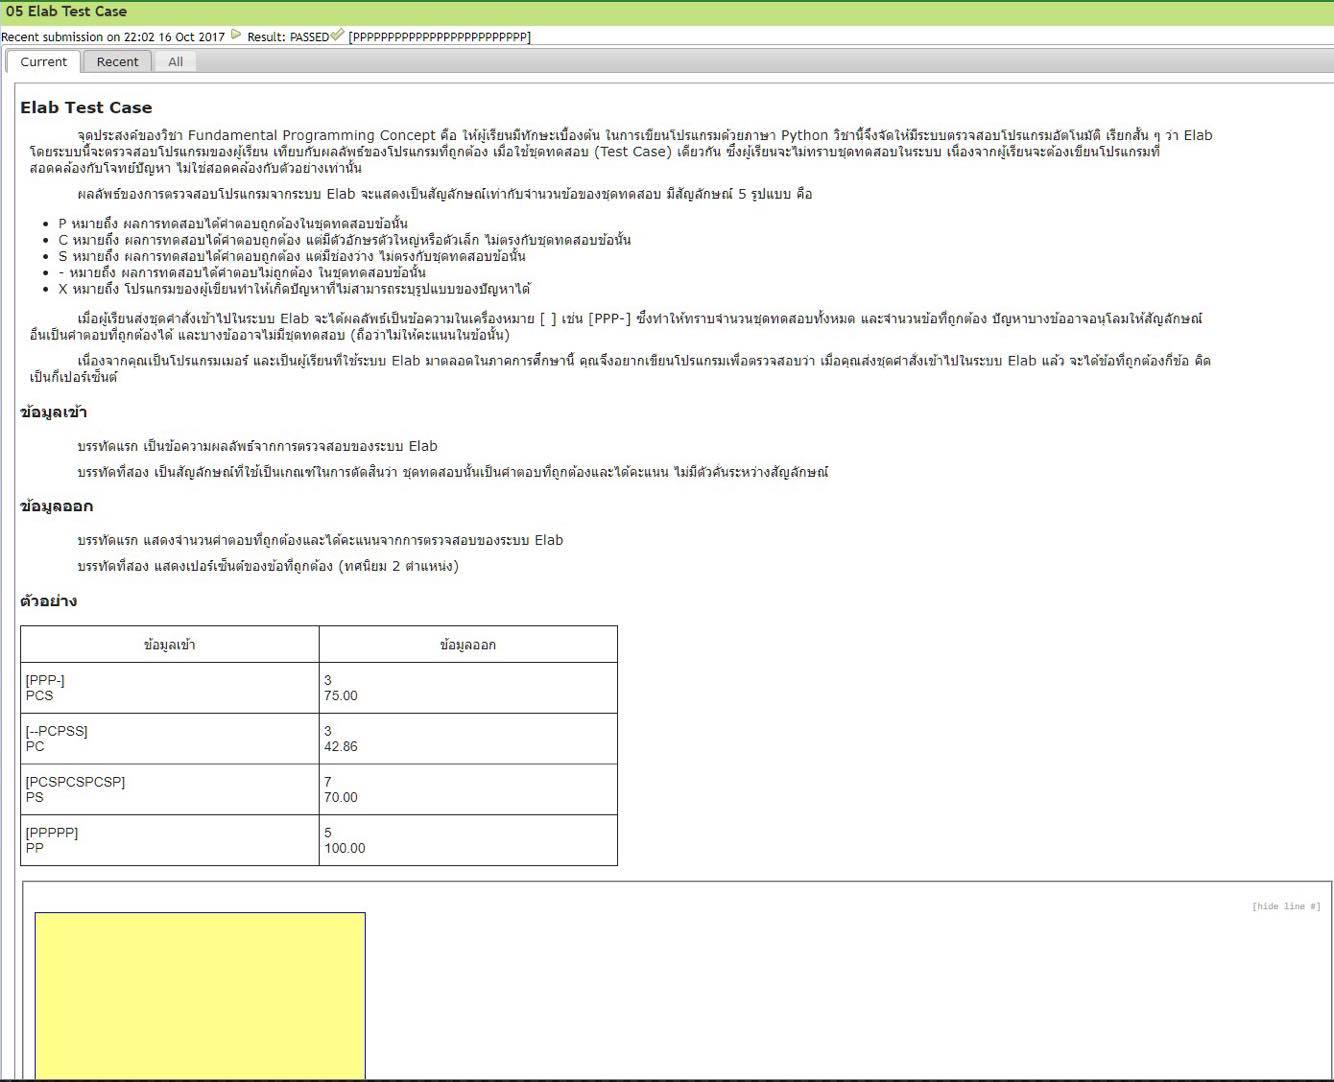 05 Elab Test Case
Recent submission on 22:02 16 Oct 2017 Result: PASSED [PPPPPPPPPPPPPPPPPPPPPPPPP]
Current Recent All
Elab Test Case
จุดประสงค์ของวิชา Fundamental Programming Concept คือ ให้ผู้เรียนมีทักษะเบื้องต้น ในการเขียนโปรแกรมด้วยภาษา Python วิชานี้จึงจัดให้มีระบบตรวจสอบโปรแกรมอัตโนมัติ เรียกสั้น ๆ ว่า Elab
โดยระบบนี้จะตรวจสอบโปรแกรมของผู้เรียน เทียบกับผลลัพธ์ของโปรแกรมที่ถูกต้อง เมื่อใช้ชุดทดสอบ (Test Case) เดียวกัน ซึ่งผู้เรียนจะไม่ทราบชุดทดสอบในระบบ เนื่องจากผู้เรียนจะต้องเขียนโปรแกรมที่
สอดคล้องกับโจทย์ปัญหา ไม่ใช่สอดคล้องกับตัวอย่างเท่านั้น
ผลลัพธ์ของการตรวจสอบโปรแกรมจากระบบ Elab จะแสดงเป็นสัญลักษณ์เท่ากับจำนวนข้อของชุดทดสอบ มีสัญลักษณ์ 5 รูปแบบ คือ
• P หมายถึง ผลการทดสอบได้คำตอบถูกต้องในชุดทดสอบข้อนั้น
• C หมายถึง ผลการทดสอบได้คำตอบถูกต้อง แต่มีตัวอักษรตัวใหญ่หรือตัวเล็ก ไม่ตรงกับชุดทดสอบข้อนั้น
• S หมายถึง ผลการทดสอบได้คำตอบถูกต้อง แต่มีช่องว่าง ไม่ตรงกับชุดทดสอบข้อนั้น
• - หมายถึง ผลการทดสอบได้คำตอบไม่ถูกต้อง ในชุดทดสอบข้อนั้น
• X หมายถึง โปรแกรมของผู้เขียนทำให้เกิดปัญหาที่ไม่สามารถระบุรูปแบบของปัญหาได้
เมื่อผู้เรียนส่งชุดคำสั่งเข้าไปในระบบ Elab จะได้ผลลัพธ์เป็นข้อความในเครื่องหมาย [ ] เช่น [PPP-] ซึ่งทำให้ทราบจำนวนชุดทดสอบทั้งหมด และจำนวนข้อที่ถูกต้อง ปัญหาบางข้ออาจอนุโลมให้สัญลักษณ์
อื่นเป็นคำตอบที่ถูกต้องได้ และบางข้ออาจไม่มีชุดทดสอบ (ถือว่าไม่ให้คะแนนในข้อนั้น)
เนื่องจากคุณเป็นโปรแกรมเมอร์ และเป็นผู้เรียนที่ใช้ระบบ Elab มาตลอดในภาคการศึกษานี้ คุณจึงอยากเขียนโปรแกรมเพื่อตรวจสอบว่า เมื่อคุณส่งชุดคำสั่งเข้าไปในระบบ Elab แล้ว จะได้ข้อที่ถูกต้องกี่ข้อ คิด
เป็นกี่เปอร์เซ็นต์
ข้อมูลเข้า
บรรทัดแรก เป็นข้อความผลลัพธ์จากการตรวจสอบของระบบ Elab
บรรทัดที่สอง เป็นสัญลักษณ์ที่ใช้เป็นเกณฑ์ในการตัดสินว่า ชุดทดสอบนั้นเป็นคำตอบที่ถูกต้องและได้คะแนน ไม่มีตัวคั่นระหว่างสัญลักษณ์
ข้อมูลออก
บรรทัดแรก แสดงจำนวนคำตอบที่ถูกต้องและได้คะแนนจากการตรวจสอบของระบบ Elab
บรรทัดที่สอง แสดงเปอร์เซ็นต์ของข้อที่ถูกต้อง (ทศนิยม 2 ตำแหน่ง)
ตัวอย่าง
ข้อมูลเข้า ข้อมูลออก
[PPP-] 3
PCS 75.00
[--PCPSS] 3
PC 42.86
[PCSPCSPCSP] 7
PS 70.00
[PPPPP] 5
PP 100.00
[hide line #]